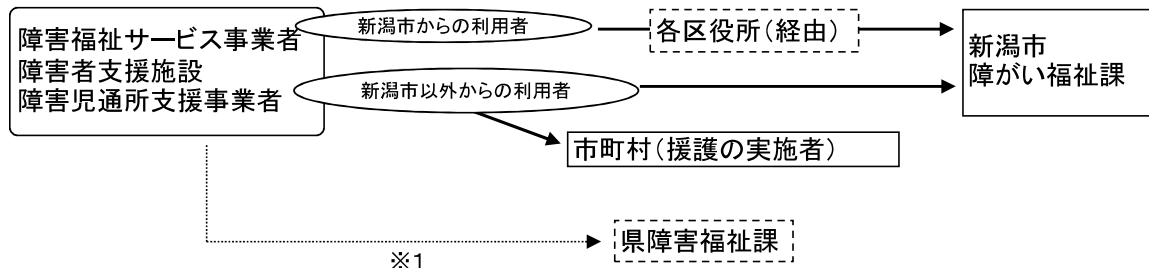 障害福祉サービス事業者
障害者支援施設
障害児通所支援事業者
新潟市からの利用者
各区役所（経由）
新潟市
障がい福祉課
新潟市以外からの利用者
市町村（援護の実施者）
県障害福祉課
※1